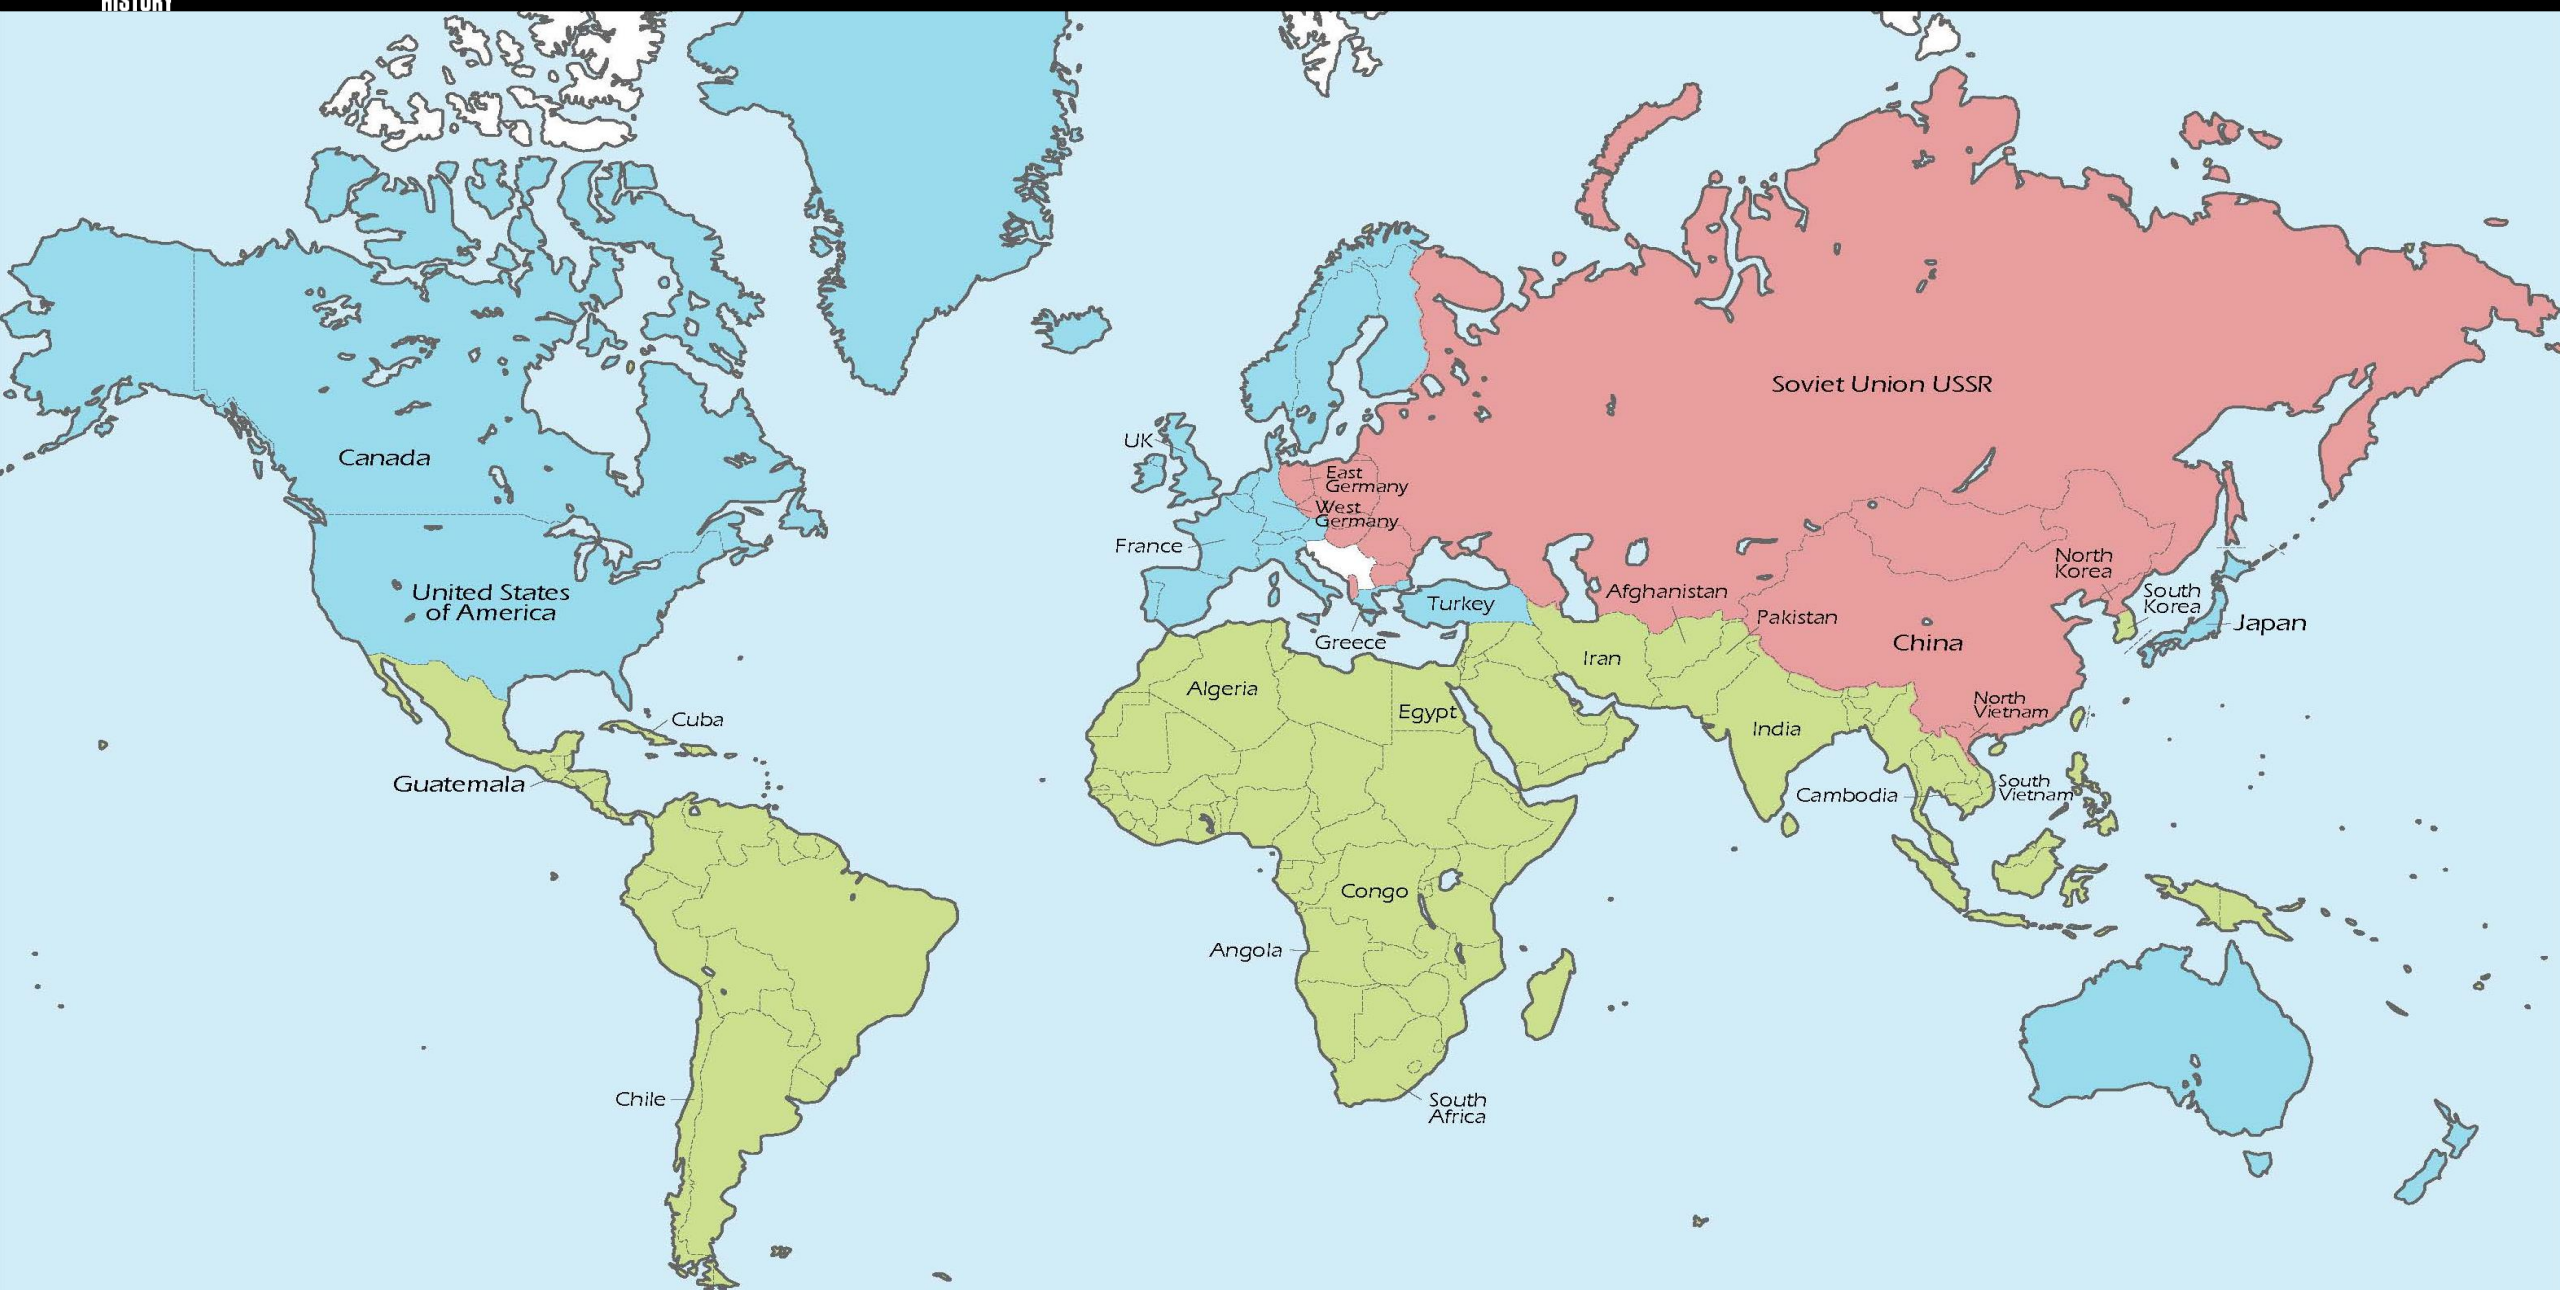 HISTORY
Canada
United States
of America
Cuba
Guatemala
Chile
UK
East
Germany
West
Germany
France
Greece
Turkey
Soviet Union USSR
Afghanistan
Pakistan
Iran
India
China
North
Korea
South
Korea
Japan
North
Vietnam
South
Vietnam
Cambodia
Algeria
Egypt
Congo
Angola
South
Africa